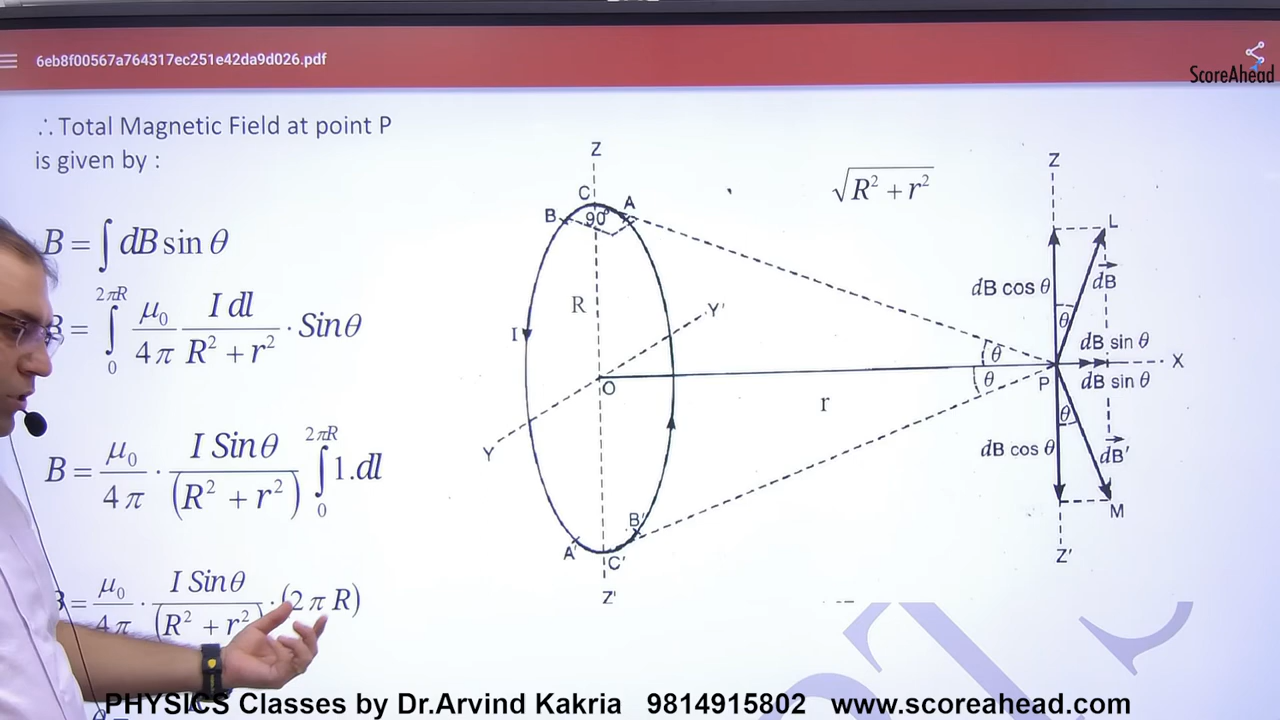 6eb8f00567a764317ec251e42da9d026.pdf
ScoreAhead
∴ Total Magnetic Field at point P
is given by :
B = ∫ dB sin θ
B = ∫₀^{2πR} μ₀/4π I dl/R² + r² · Sinθ
B = μ₀/4π · I Sinθ/(R² + r²) ∫₀^{2πR} 1.dl
B = μ₀/4π · I Sinθ/(R² + r²) · (2πR)
√R² + r²
Z
C
A
B
90°
R
I
Y'
O
Y
r
B'
A'
C'
Z'
Z
L
dB cos θ
dB
θ
dB sin θ
θ
X
θ
P
dB sin θ
θ
dB cos θ
dB'
M
Z'
PHYSICS Classes by Dr.Arvind Kakria 9814915802 www.scoreahead.com